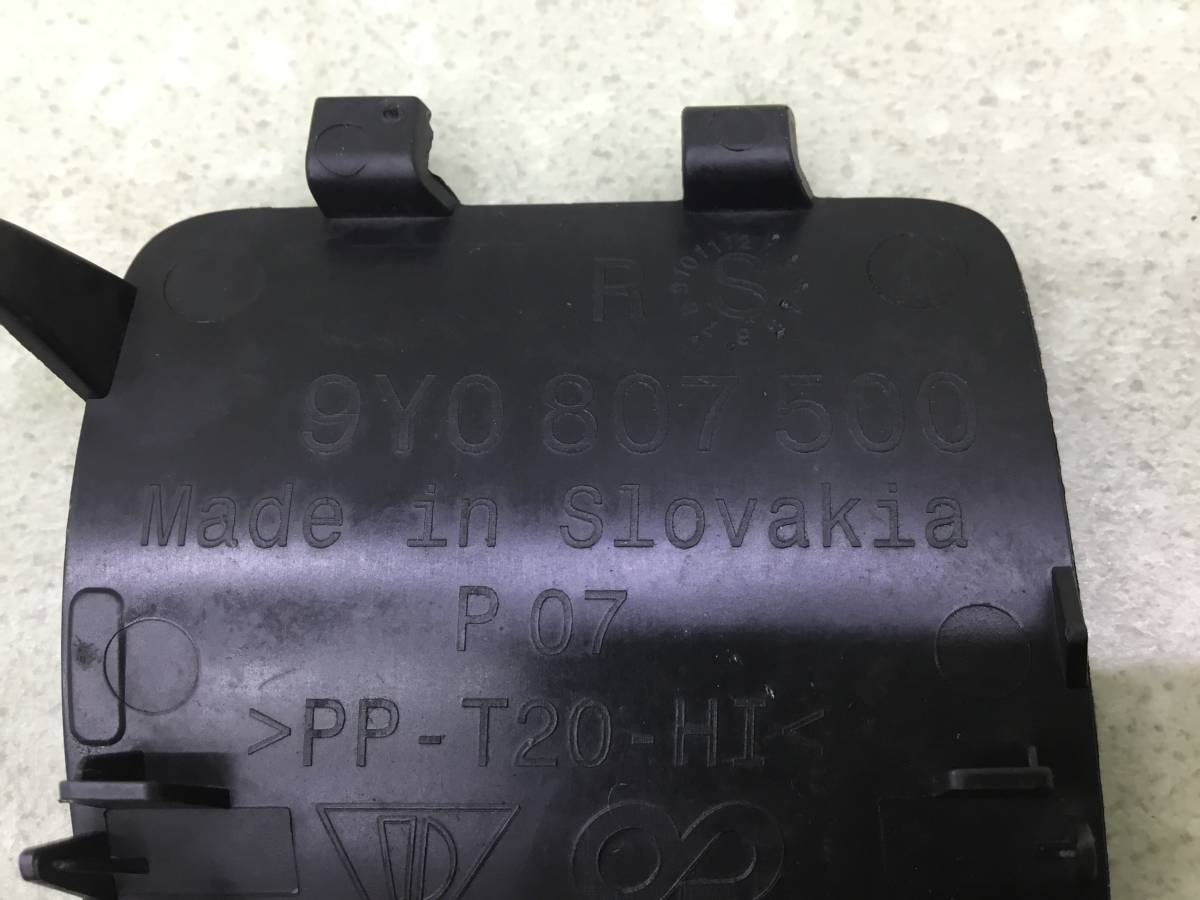 R S
9Y0 807 500
Made in Slovakia
P 07
>PP-T20-HI<